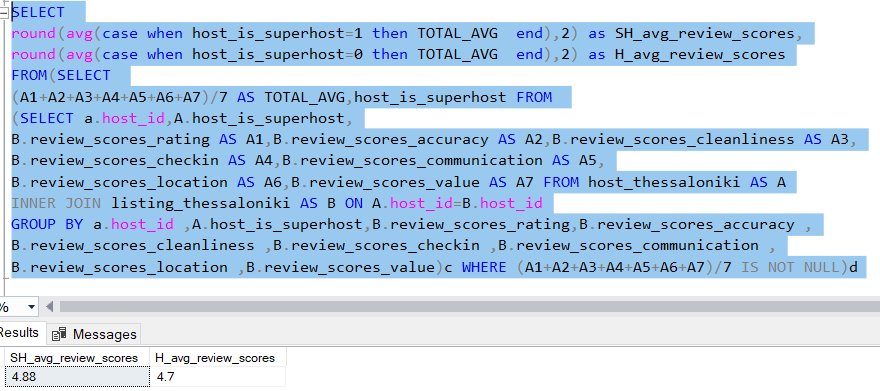 SELECT
round(avg(case when host_is_superhost=1 then TOTAL_AVG  end),2) as SH_avg_review_scores,
round(avg(case when host_is_superhost=0 then TOTAL_AVG  end),2) as H_avg_review_scores
FROM(SELECT
(A1+A2+A3+A4+A5+A6+A7)/7 AS TOTAL_AVG,host_is_superhost FROM
(SELECT a.host_id,A.host_is_superhost,
B.review_scores_rating AS A1,B.review_scores_accuracy AS A2,B.review_scores_cleanliness AS A3,
B.review_scores_checkin AS A4,B.review_scores_communication AS A5,
B.review_scores_location AS A6,B.review_scores_value AS A7 FROM host_thessaloniki AS A
INNER JOIN listing_thessaloniki AS B ON A.host_id=B.host_id
GROUP BY a.host_id ,A.host_is_superhost,B.review_scores_rating,B.review_scores_accuracy ,
B.review_scores_cleanliness ,B.review_scores_checkin ,B.review_scores_communication ,
B.review_scores_location ,B.review_scores_value)c WHERE (A1+A2+A3+A4+A5+A6+A7)/7 IS NOT NULL)d
%
Results Messages
SH_avg_review_scores H_avg_review_scores
4.88 4.7